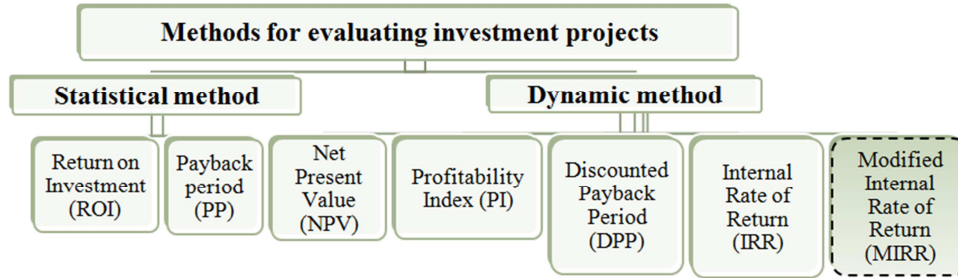 Methods for evaluating investment projects
Statistical method
Dynamic method
Return on
Investment
(ROI)
Payback
period (PP)
Net
Present
Value
(NPV)
Profitability
Index (PI)
Discounted
Payback
Period
(DPP)
Internal
Rate of
Return
(IRR)
Modified
Internal
Rate of
Return
(MIRR)